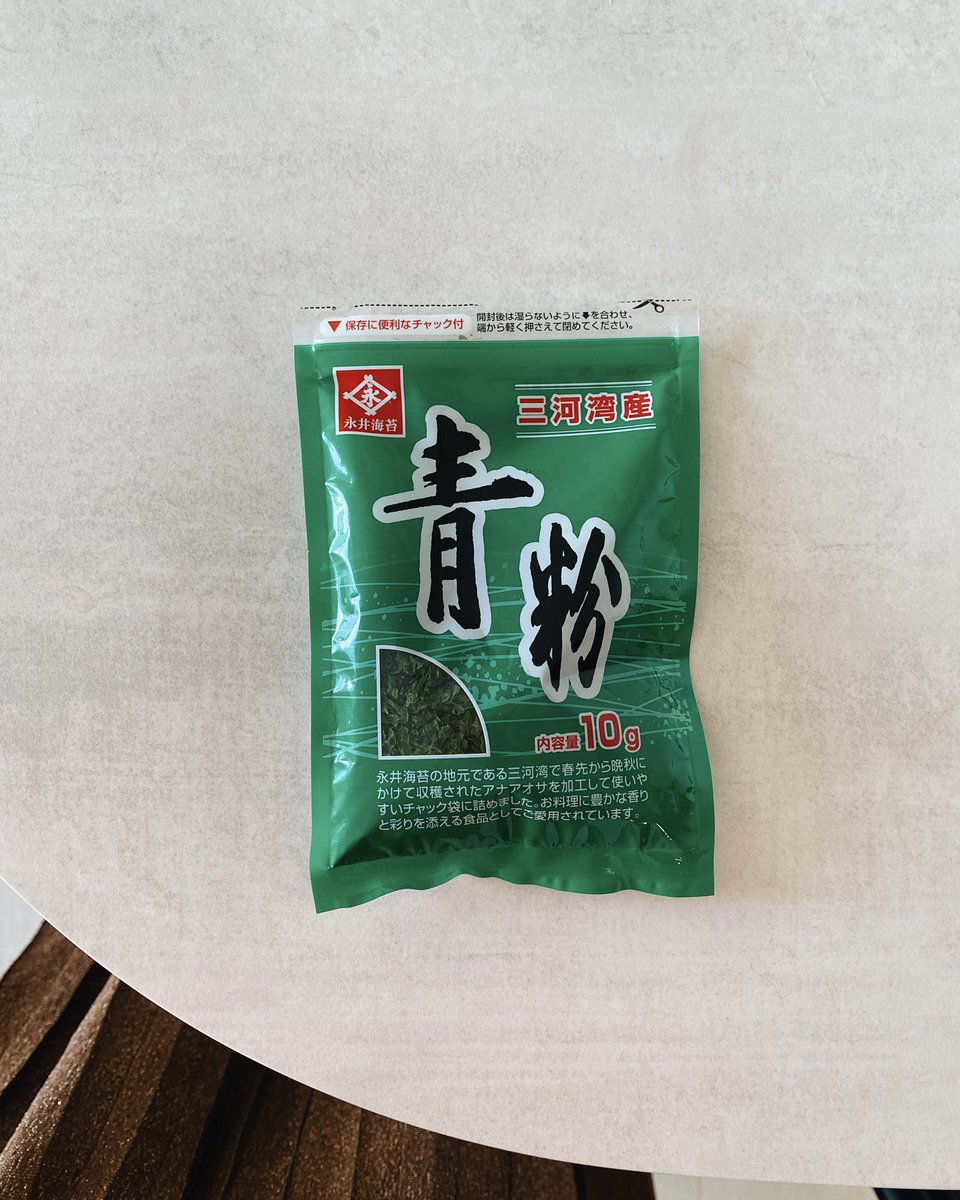 ▼保存に便利なチャック付
開封後は湿らないように⬇を合わせ、
端から軽く押さえて閉めてください。
永
永井海苔
三河湾産
青粉
内容量10g
永井海苔の地元である三河湾で春先から晩秋に
かけて収穫されたアナアオサを加工して使いや
すいチャック袋に詰めました。お料理に豊かな香り
と彩りを添える食品としてご愛用されています。